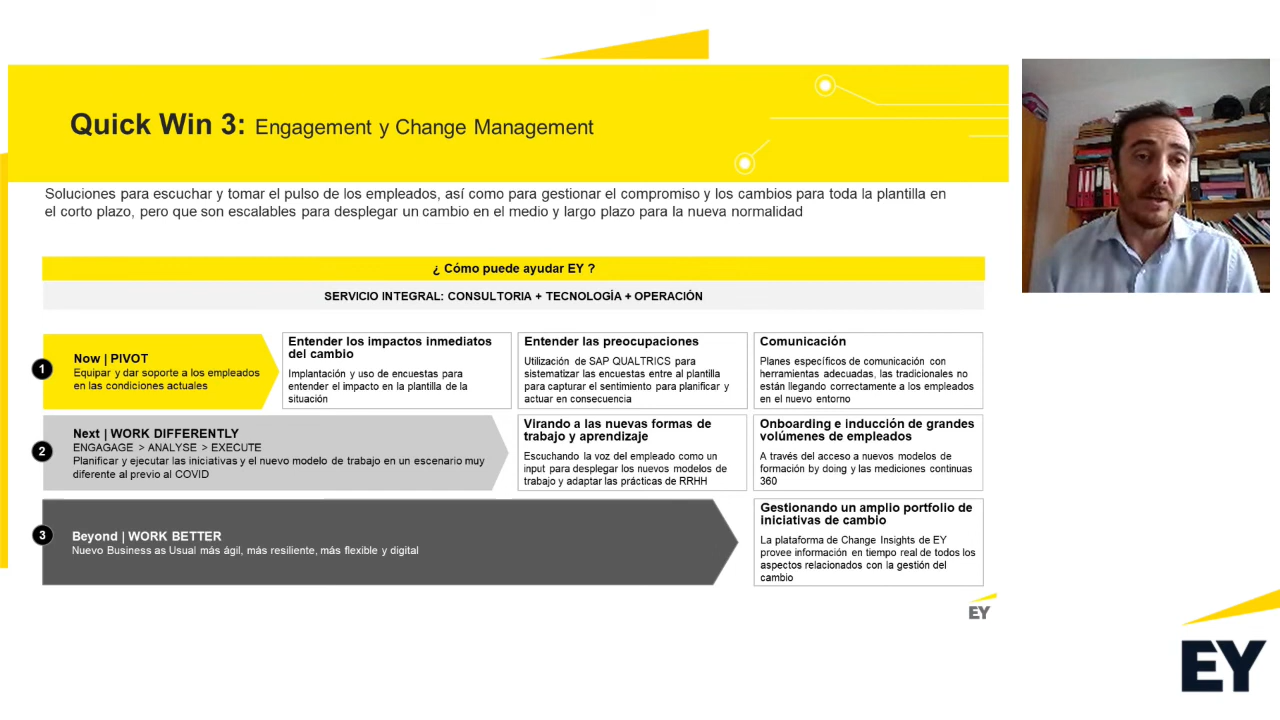 Quick Win 3: Engagement y Change Management
Soluciones para escuchar y tomar el pulso de los empleados, así como para gestionar el compromiso y los cambios para toda la plantilla en
el corto plazo, pero que son escalables para desplegar un cambio en el medio y largo plazo para la nueva normalidad
¿ Cómo puede ayudar EY ?
SERVICIO INTEGRAL: CONSULTORIA + TECNOLOGÌA + OPERACIÓN
1
Now | PIVOT
Equipar y dar soporte a los empleados
en las condiciones actuales
Entender los impactos inmediatos
del cambio
Implantación y uso de encuestas para
entender el impacto en la plantilla de la
situación
Entender las preocupaciones
Utilización de SAP QUALTRICS para
sistematizar las encuestas entre al plantilla
para capturar el sentimiento para planificar y
actuar en consecuencia
Comunicación
Planes específicos de comunicación con
herramientas adecuadas, las tradicionales no
están llegando correctamente a los empleados
en el nuevo entorno
2
Next | WORK DIFFERENTLY
ENGAGAGE > ANALYSE > EXECUTE
Planificar y ejecutar las iniciativas y el nuevo modelo de trabajo en un escenario muy
diferente al previo al COVID
Virando a las nuevas formas de
trabajo y aprendizaje
Escuchando la voz del empleado como un
input para desplegar los nuevos modelos de
trabajo y adaptar las prácticas de RRHH
Onboarding e inducción de grandes
volúmenes de empleados
A través del acceso a nuevos modelos de
formación by doing y las mediciones continuas
360
3
Beyond | WORK BETTER
Nuevo Business as Usual más ágil, más resiliente, más flexible y digital
Gestionando un amplio portfolio de
iniciativas de cambio
La plataforma de Change Insights de EY
provee información en tiempo real de todos los
aspectos relacionados con la gestión del
cambio
EY
EY